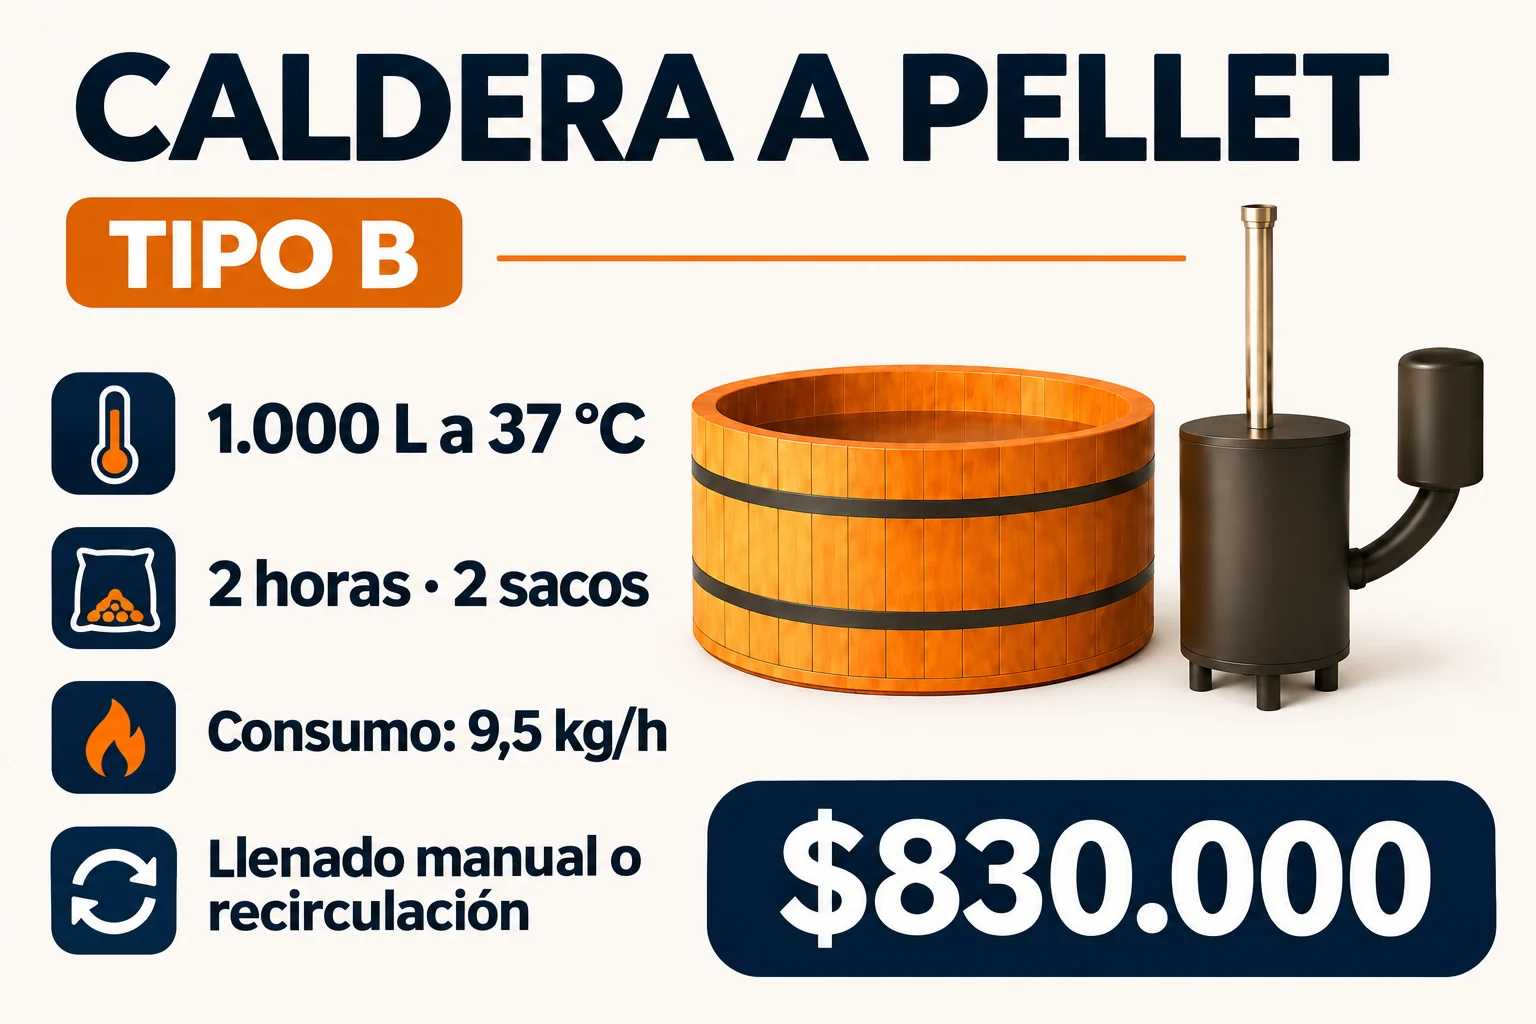 CALDERA A PELLET
TIPO B
1.000 L a 37 °C
2 horas · 2 sacos
Consumo: 9,5 kg/h
Llenado manual o
recirculación
$830.000